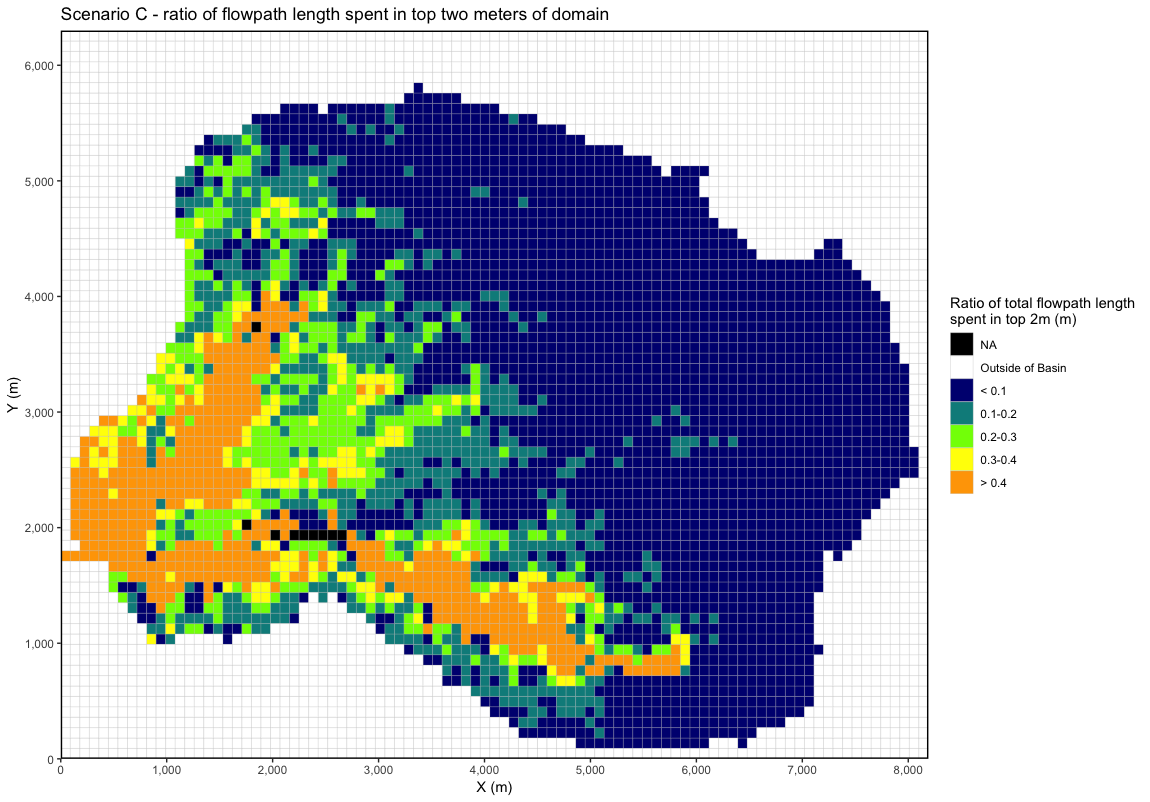 Scenario C - ratio of flowpath length spent in top two meters of domain
6,000
5,000
4,000
3,000
2,000
1,000
0
Y (m)
0 1,000 2,000 3,000 4,000 5,000 6,000 7,000 8,000
X (m)
Ratio of total flowpath length
spent in top 2m (m)
NA
Outside of Basin
< 0.1
0.1-0.2
0.2-0.3
0.3-0.4
> 0.4